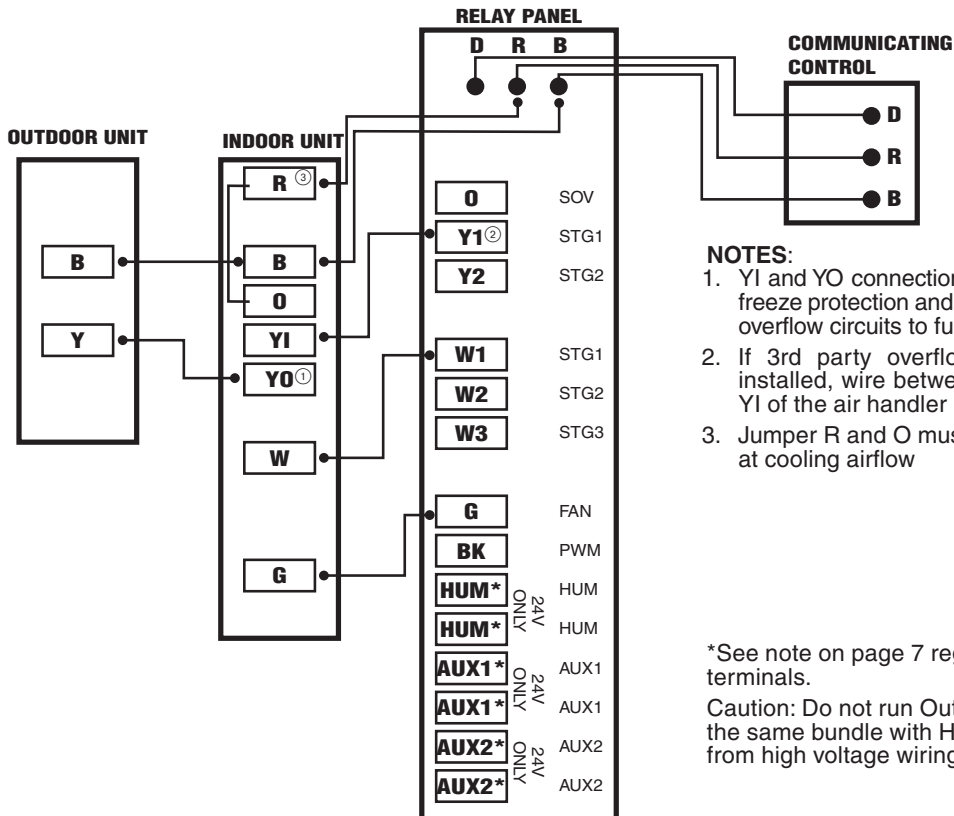 RELAY PANEL
D R B
COMMUNICATING
CONTROL
D
R
B
OUTDOOR UNIT
B
Y
INDOOR UNIT
R ③
B
O
YI
YO ①
W
G
O SOV
Y1 ② STG1
Y2 STG2
W1 STG1
W2 STG2
W3 STG3
G FAN
BK PWM
HUM* HUM
HUM* HUM
24V
ONLY
AUX1* AUX1
AUX1* AUX1
24V
ONLY
AUX2* AUX2
AUX2* AUX2
24V
ONLY
NOTES:
1. YI and YO connection
freeze protection and
overflow circuits to fu
2. If 3rd party overflo
installed, wire betwe
YI of the air handler
3. Jumper R and O mus
at cooling airflow
*See note on page 7 reg
terminals.
Caution: Do not run Out
the same bundle with H
from high voltage wiring